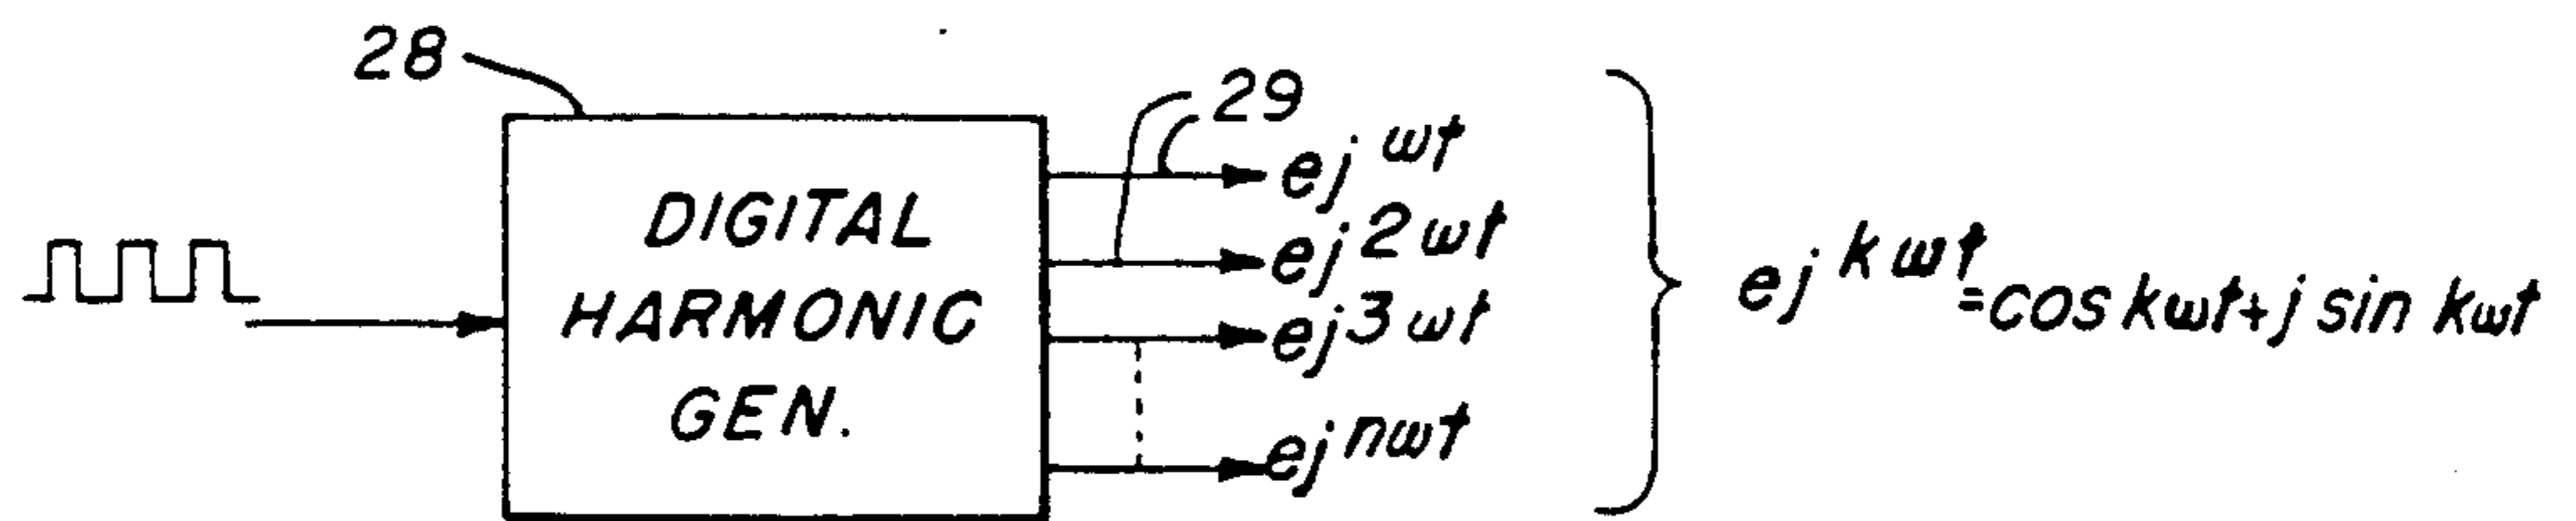 28
29
DIGITAL
HARMONIC
GEN.
ej^ωt
ej^2ωt
ej^3ωt
ej^nωt
ej^kωt=cos kωt+j sin kωt